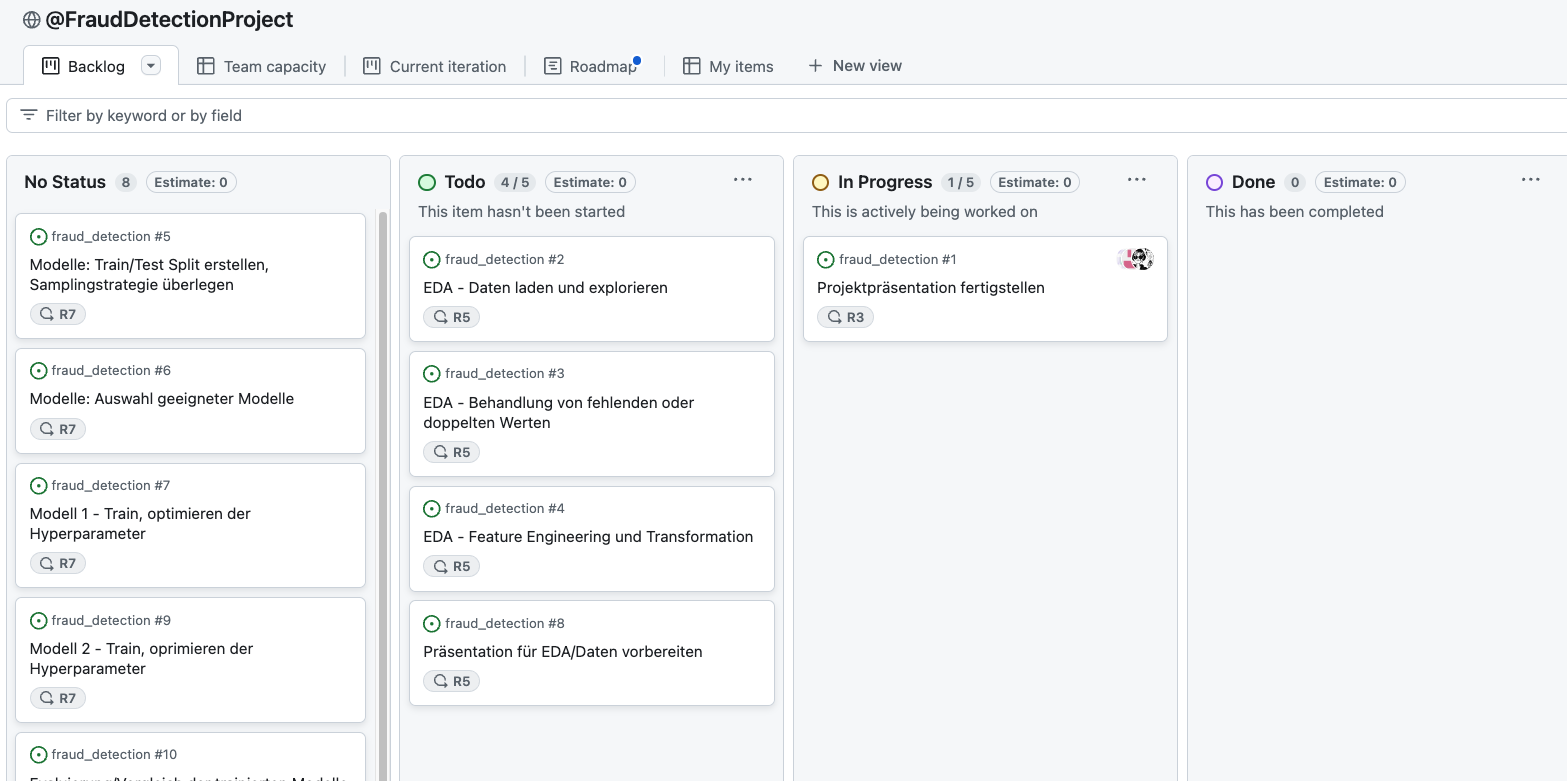 @FraudDetectionProject
Backlog
Team capacity
Current iteration
Roadmap
My items
New view
Filter by keyword or by field
No Status 8 Estimate: 0
fraud_detection #5
Modelle: Train/Test Split erstellen,
Samplingstrategie überlegen
R7
fraud_detection #6
Modelle: Auswahl geeigneter Modelle
R7
fraud_detection #7
Modell 1 - Train, optimieren der
Hyperparameter
R7
fraud_detection #9
Modell 2 - Train, oprimieren der
Hyperparameter
R7
fraud_detection #10
Todo 4 / 5 Estimate: 0
This item hasn't been started
fraud_detection #2
EDA - Daten laden und explorieren
R5
fraud_detection #3
EDA - Behandlung von fehlenden oder
doppelten Werten
R5
fraud_detection #4
EDA - Feature Engineering und Transformation
R5
fraud_detection #8
Präsentation für EDA/Daten vorbereiten
R5
In Progress 1 / 5 Estimate: 0
This is actively being worked on
fraud_detection #1
Projektpräsentation fertigstellen
R3
Done 0 Estimate: 0
This has been completed